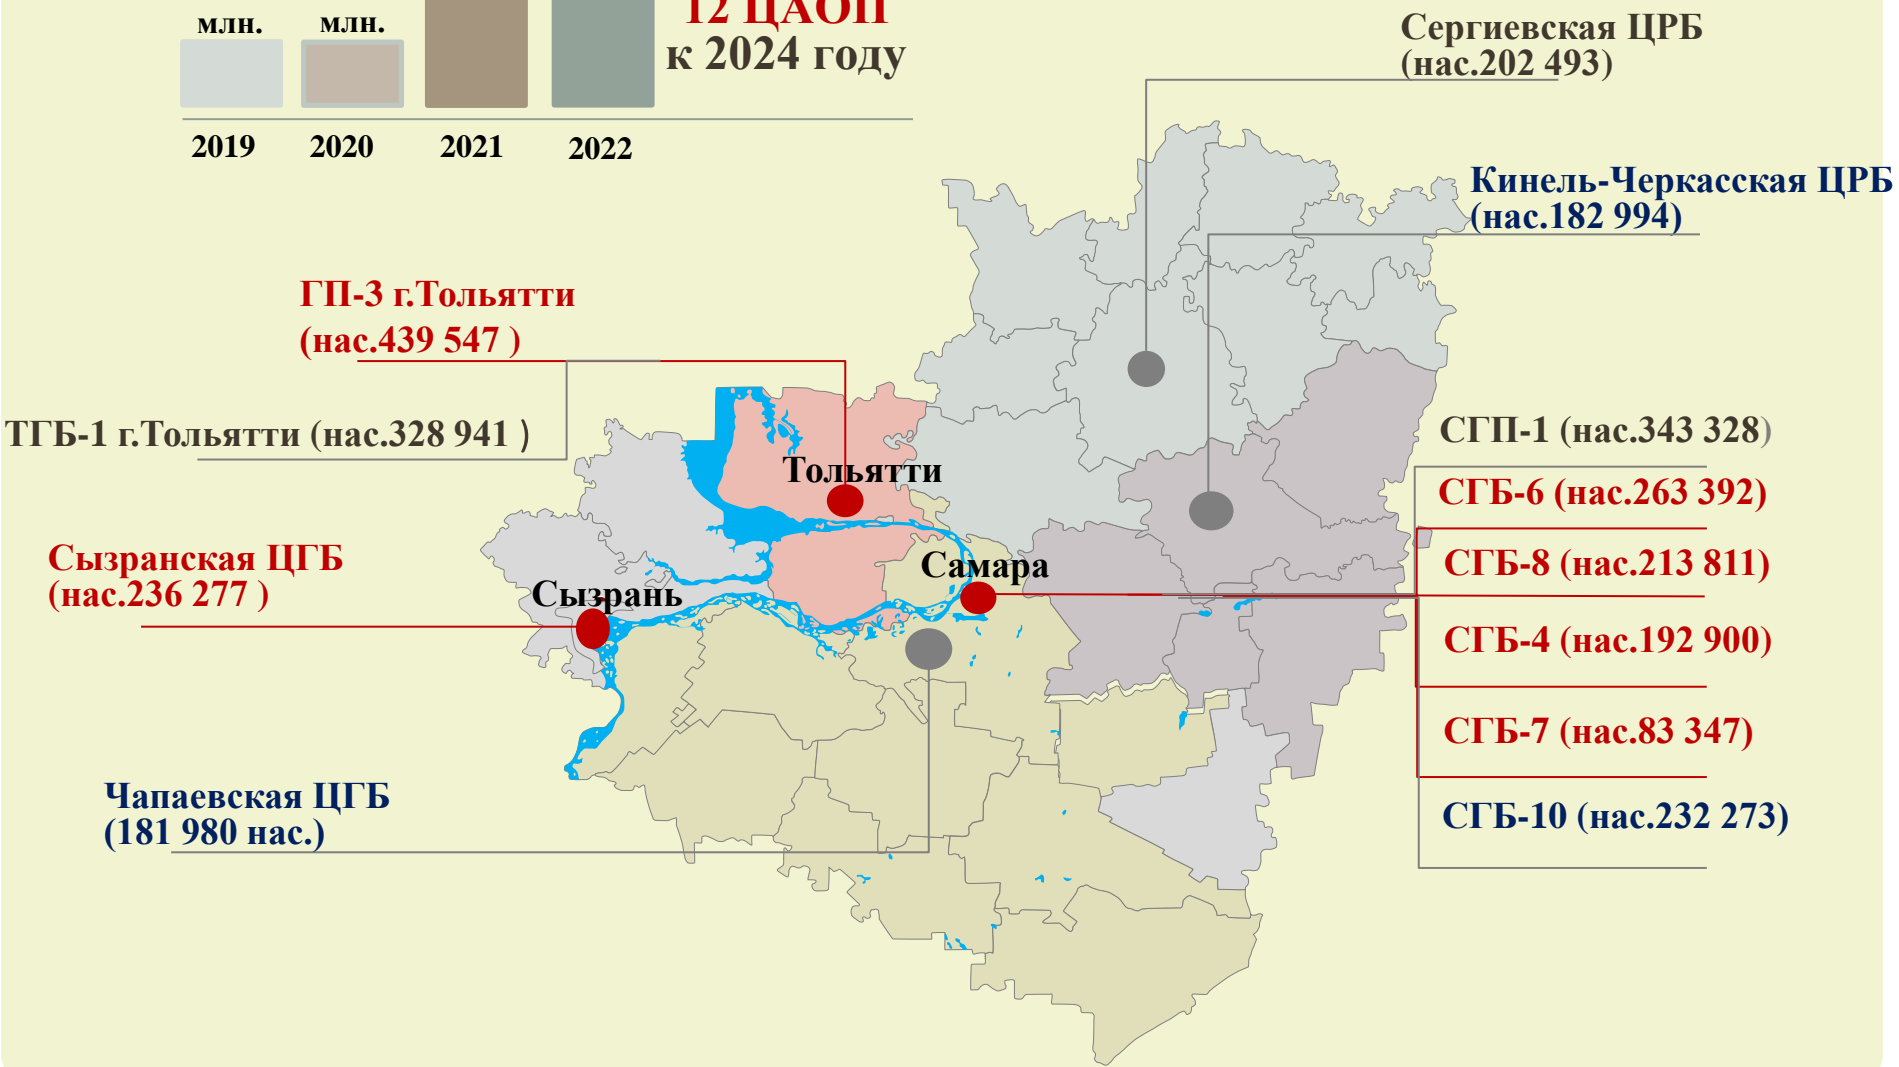 12 ЦАОП
к 2024 году
млн.
млн.
2019
2020
2021
2022
Сергиевская ЦРБ
(нас.202 493)
Кинель-Черкасская ЦРБ
(нас.182 994)
ГП-3 г.Тольятти
(нас.439 547 )
ТГБ-1 г.Тольятти (нас.328 941 )
Тольятти
СГП-1 (нас.343 328)
СГБ-6 (нас.263 392)
Сызранская ЦГБ
(нас.236 277 )
Сызрань
Самара
СГБ-8 (нас.213 811)
СГБ-4 (нас.192 900)
СГБ-7 (нас.83 347)
Чапаевская ЦГБ
(181 980 нас.)
СГБ-10 (нас.232 273)